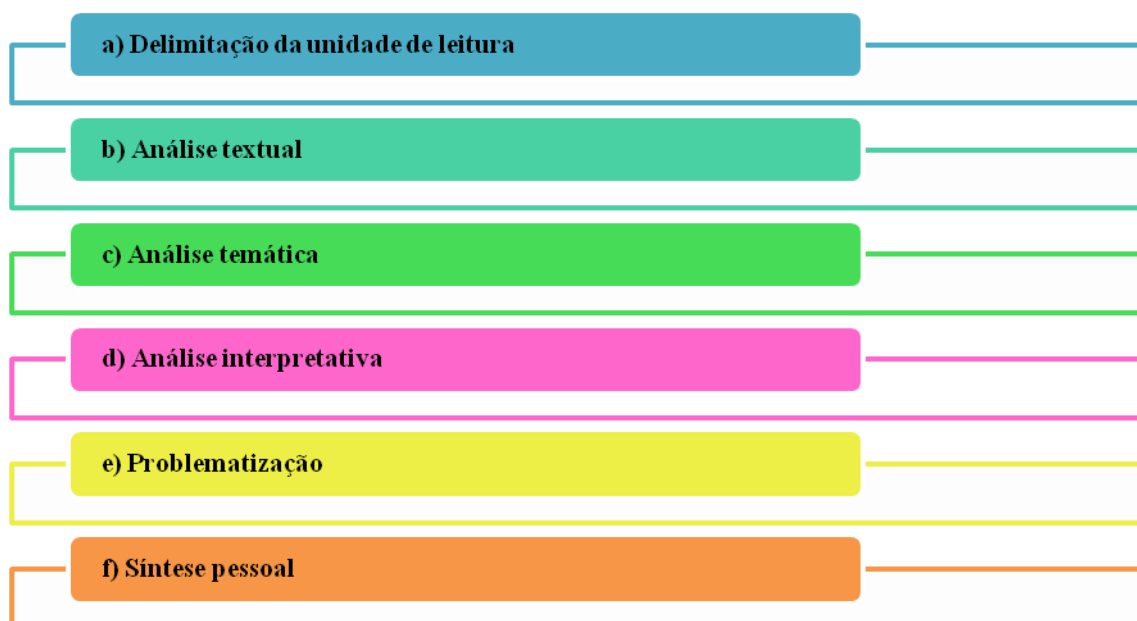 a) Delimitação da unidade de leitura
b) Análise textual
c) Análise temática
d) Análise interpretativa
e) Problematização
f) Síntese pessoal